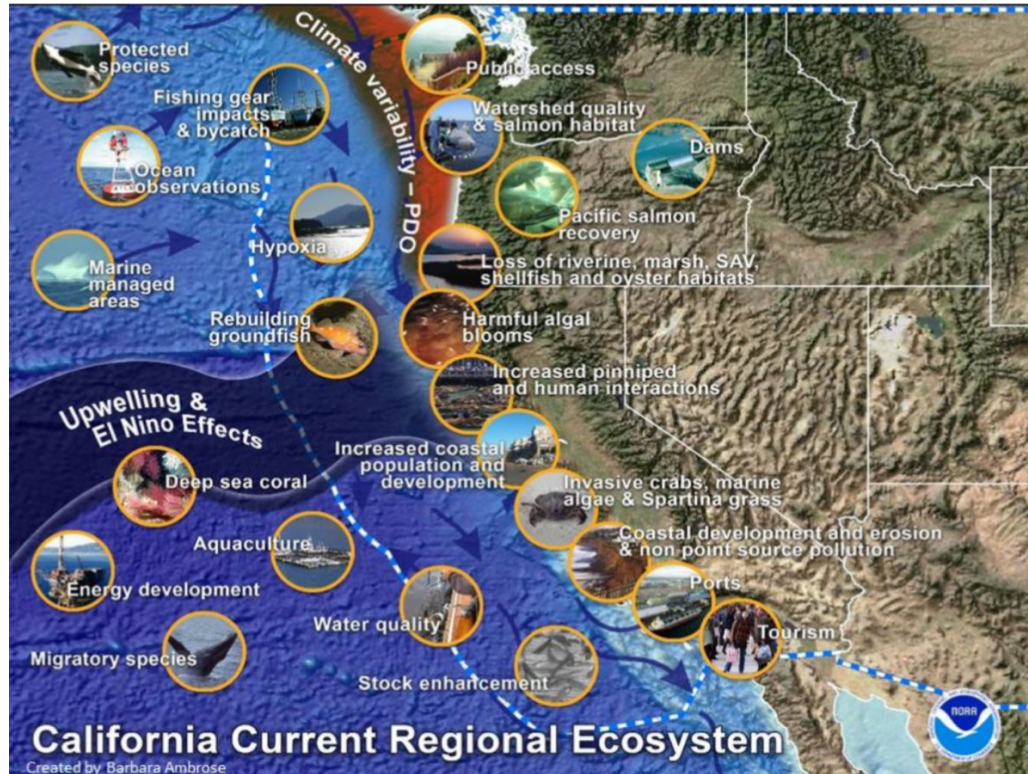 Protected
species
Climate variability – PDO
Public access
Fishing gear
impacts
& bycatch
Watershed quality
& salmon habitat
Dams
Ocean
observations
Pacific salmon
recovery
Hypoxia
Loss of riverine, marsh, SAV,
shellfish and oyster habitats
Marine
managed
areas
Rebuilding
groundfish
Harmful algal
blooms
Increased pinniped
and human interactions
Upwelling &
El Nino Effects
Increased coastal
population and
development
Deep sea coral
Invasive crabs, marine
algae & Spartina grass
Aquaculture
Coastal development and erosion
& non point source pollution
Energy development
Ports
Water quality
Tourism
Migratory species
Stock enhancement
NOAA
California Current Regional Ecosystem
Created by Barbara Ambrose